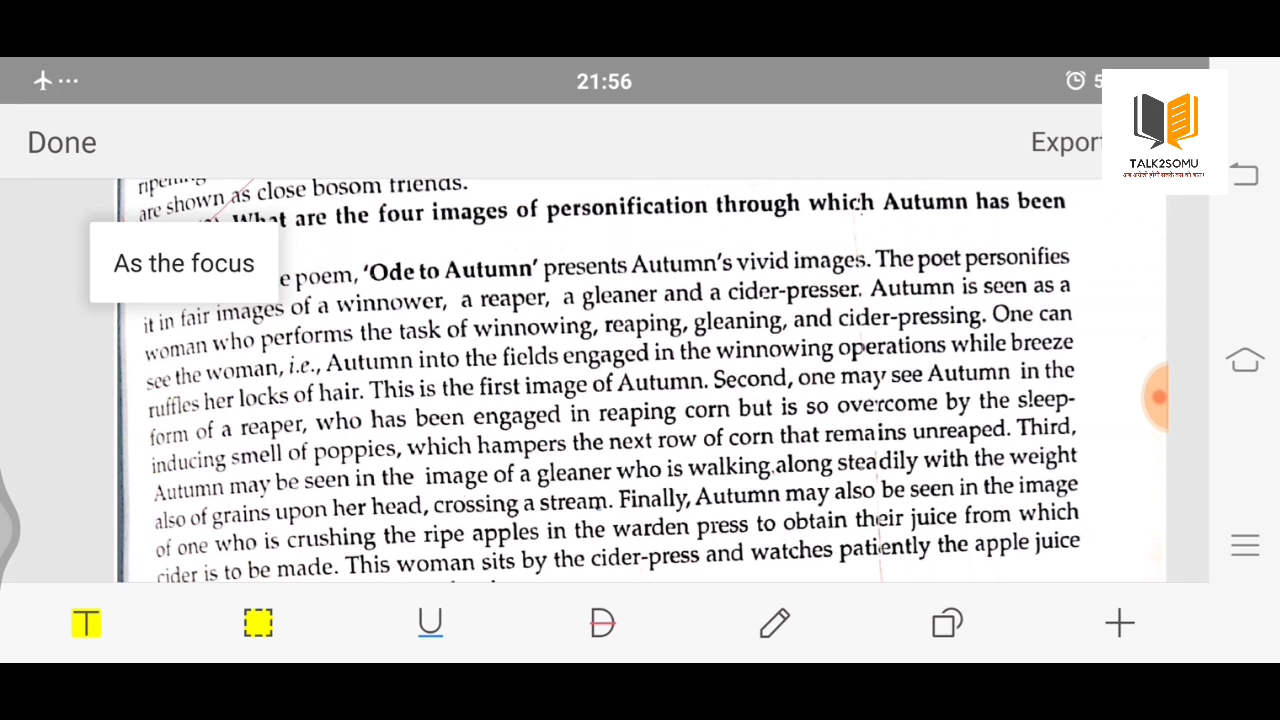 21:56
5
Done
Export
TALK2SOMU
are shown as close bosom friends.
What are the four images of personification through which Autumn has been
As the focus
e poem, 'Ode to Autumn' presents Autumn's vivid images. The poet personifies
it in fair images of a winnower, a reaper, a gleaner and a cider-presser. Autumn is seen as a
woman who performs the task of winnowing, reaping, gleaning, and cider-pressing. One can
see the woman, i.e., Autumn into the fields engaged in the winnowing operations while breeze
ruffles her locks of hair. This is the first image of Autumn. Second, one may see Autumn in the
form of a reaper, who has been engaged in reaping corn but is so overcome by the sleep-
inducing smell of poppies, which hampers the next row of corn that remains unreaped. Third,
Autumn may be seen in the image of a gleaner who is walking along steadily with the weight
also of grains upon her head, crossing a stream. Finally, Autumn may also be seen in the image
of one who is crushing the ripe apples in the warden press to obtain their juice from which
cider is to be made. This woman sits by the cider-press and watches patiently the apple juice